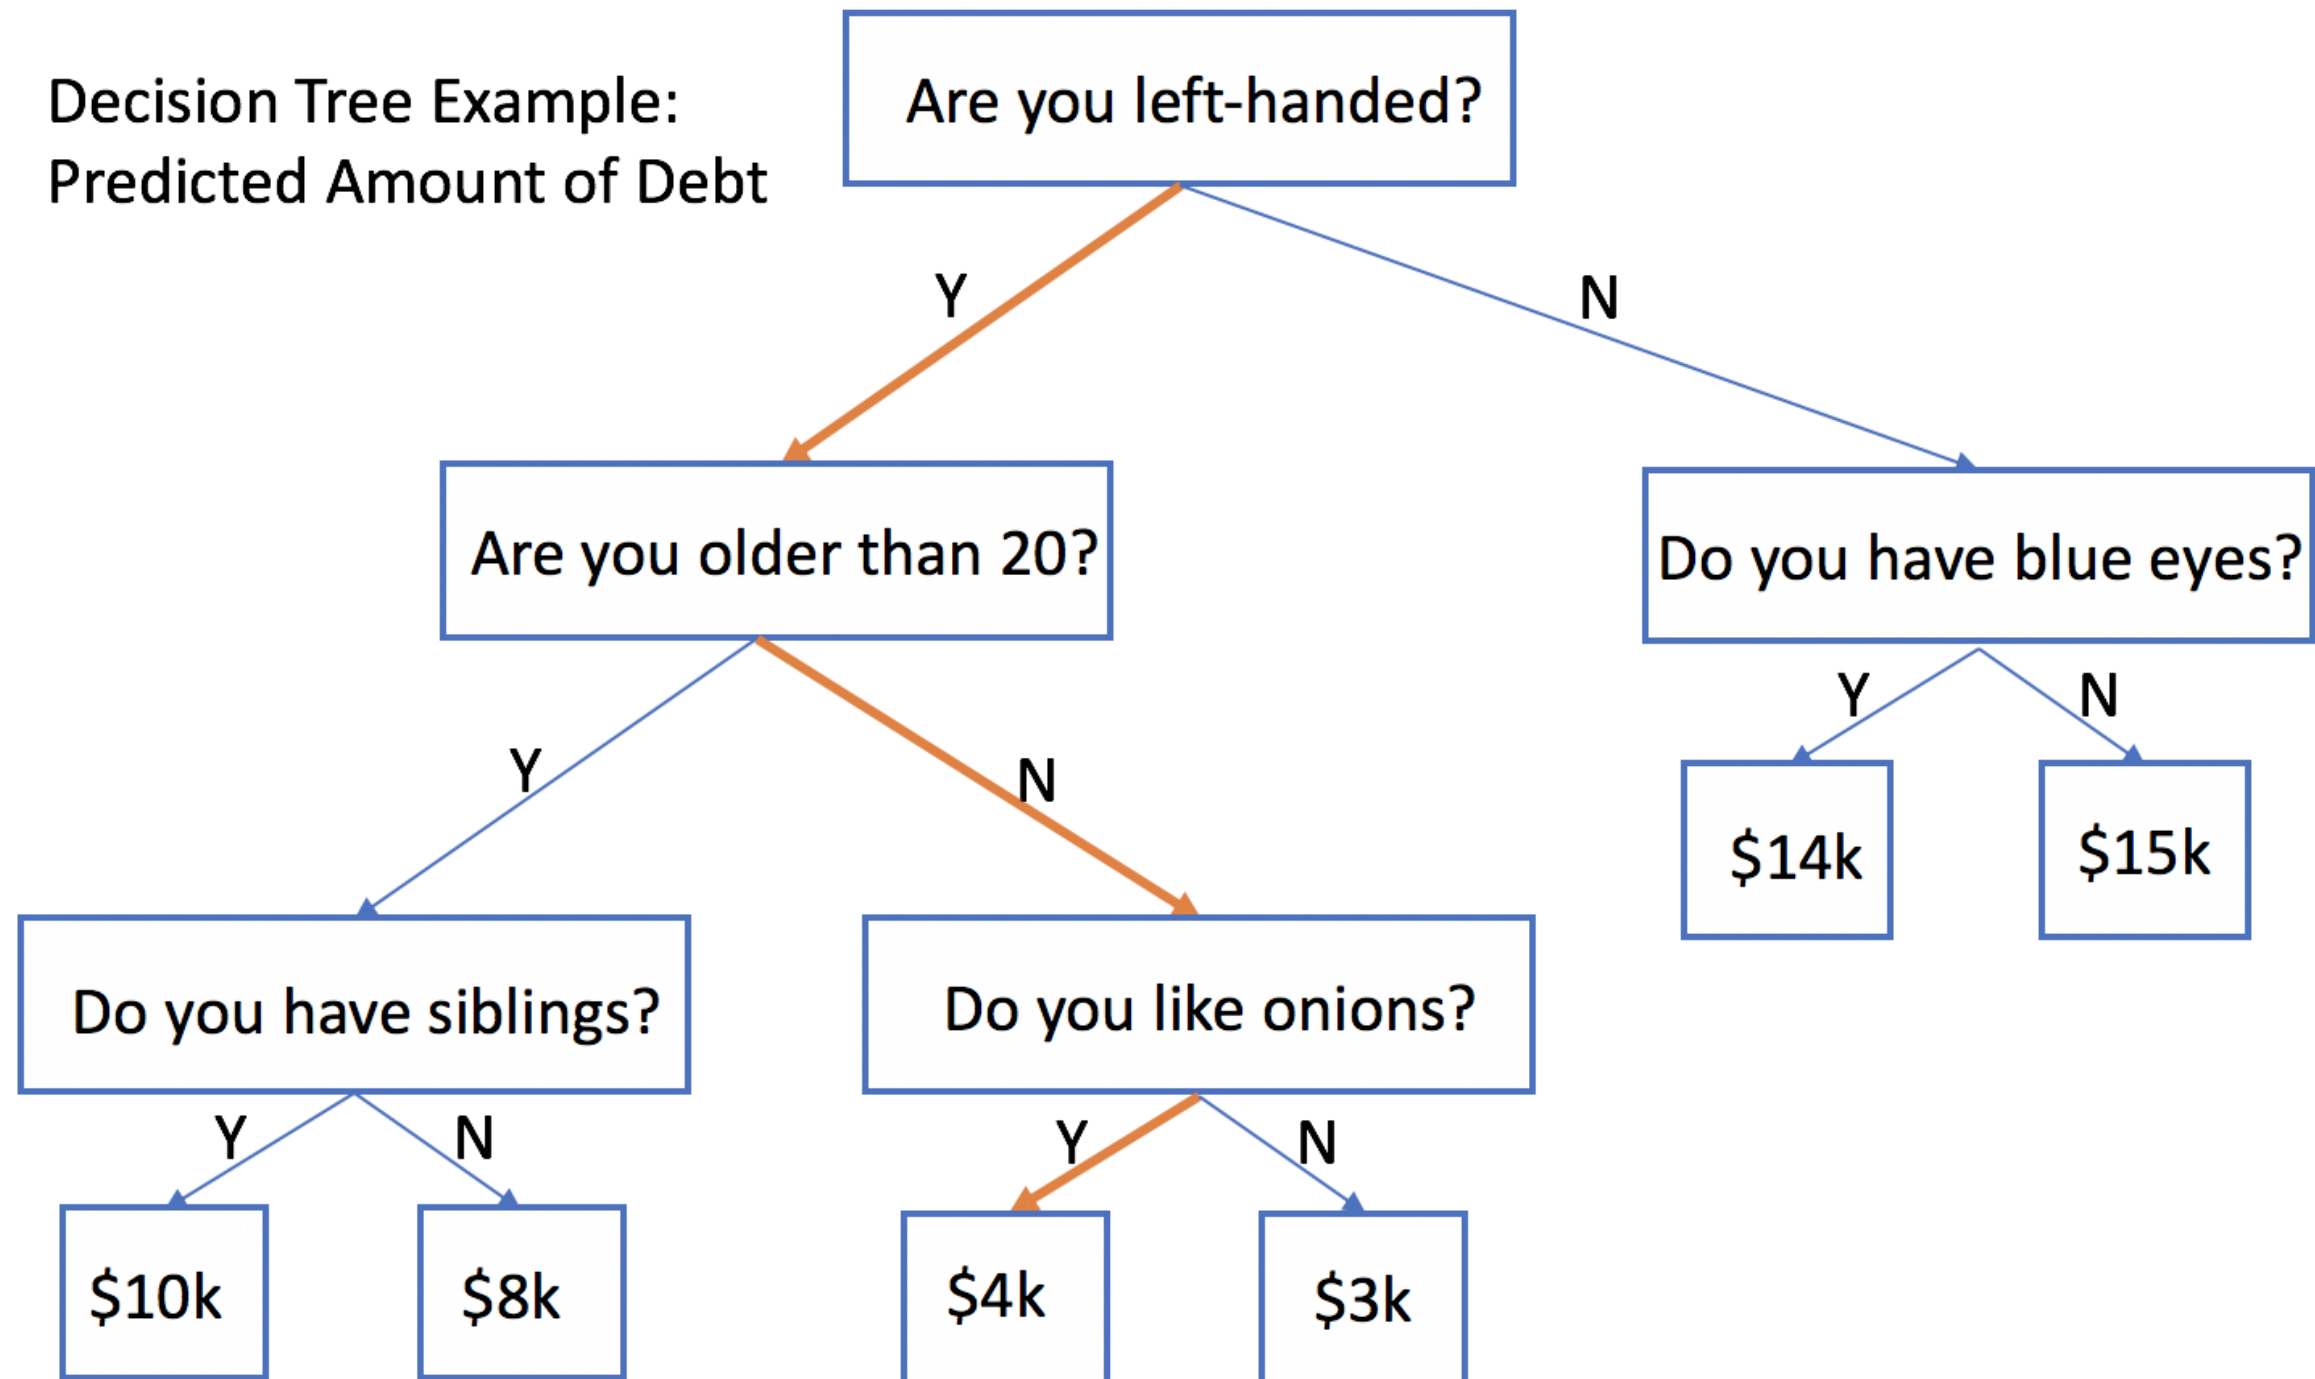 Decision Tree Example:
Predicted Amount of Debt
Are you left-handed?
Y
N
Are you older than 20?
Do you have blue eyes?
Y
N
Y
N
$14k
$15k
Do you have siblings?
Do you like onions?
Y
N
Y
N
$10k
$8k
$4k
$3k